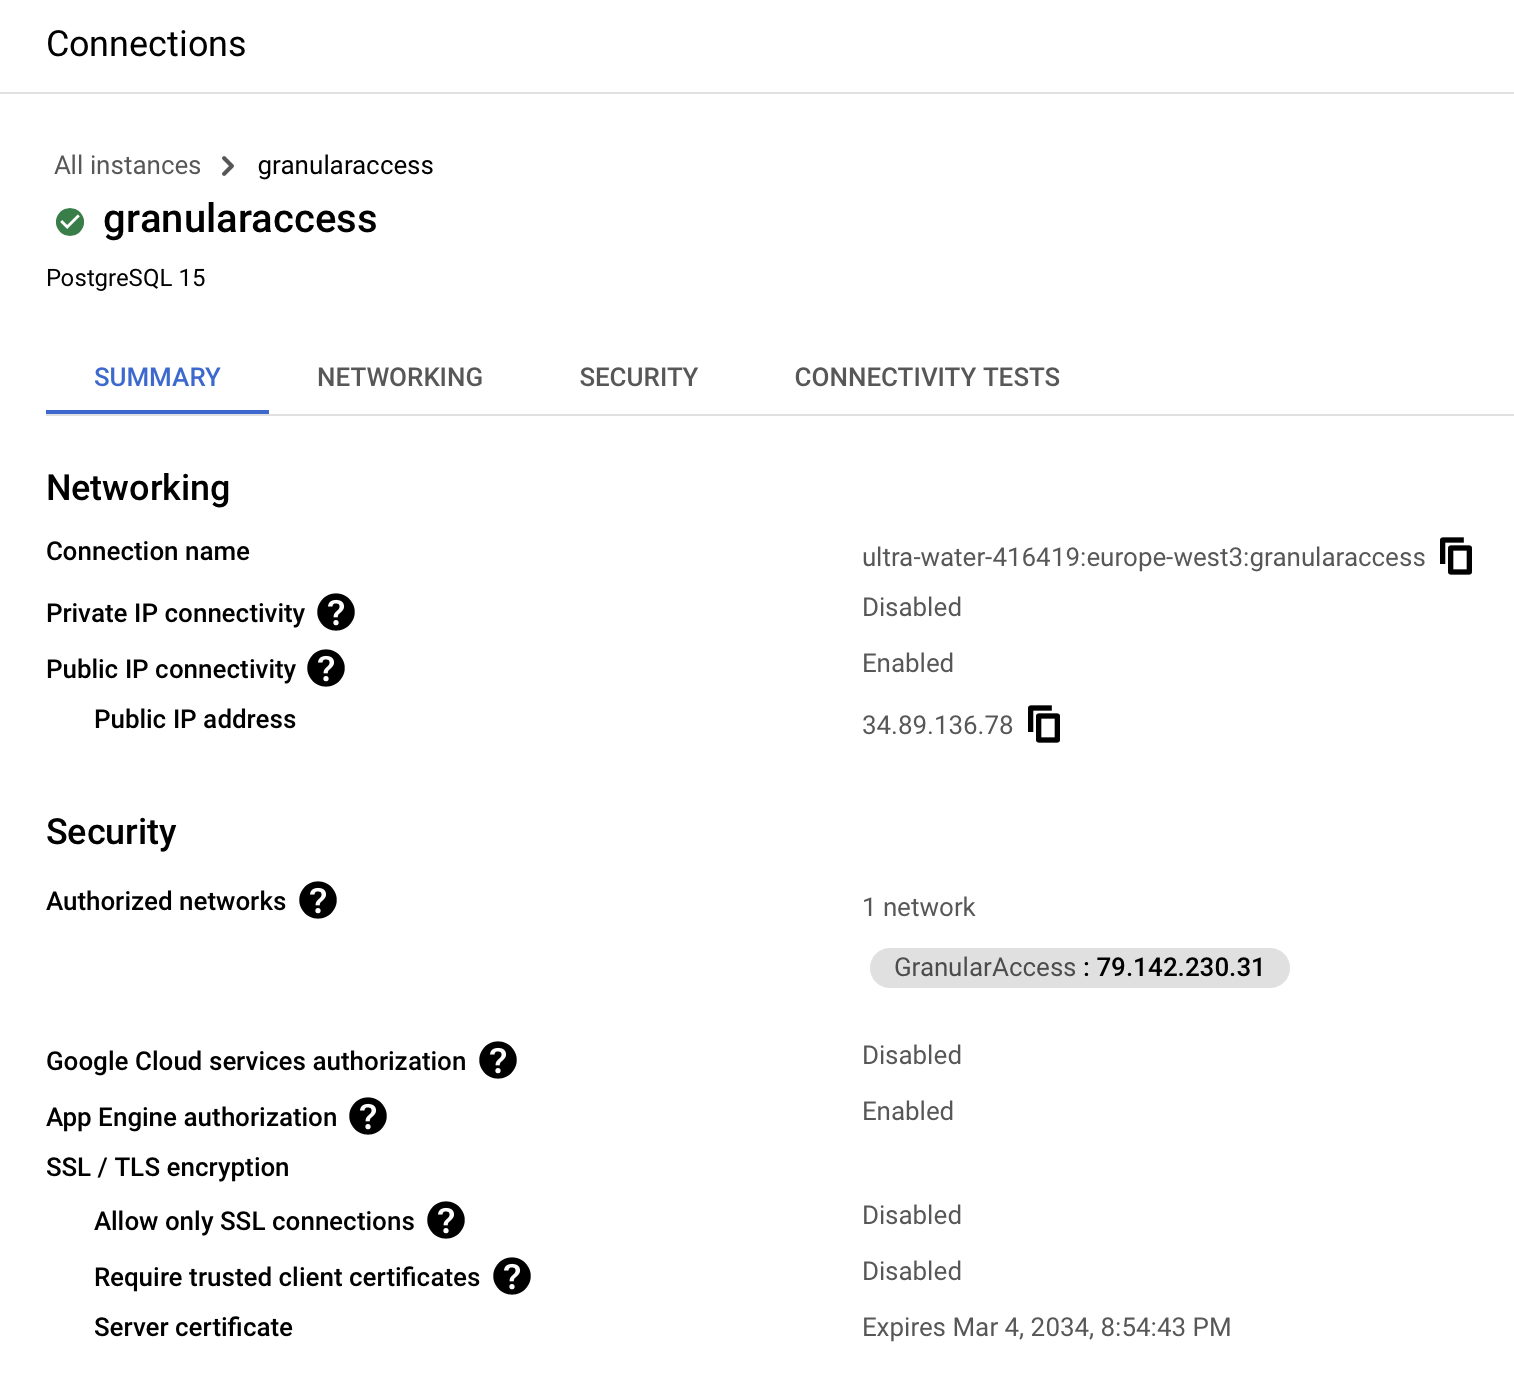 Connections
All instances granularaccess
granularaccess
PostgreSQL 15
SUMMARY NETWORKING SECURITY CONNECTIVITY TESTS
Networking
Connection name ultra-water-416419:europe-west3:granularaccess
Private IP connectivity ? Disabled
Public IP connectivity ? Enabled
Public IP address 34.89.136.78
Security
Authorized networks ? 1 network
GranularAccess : 79.142.230.31
Google Cloud services authorization ? Disabled
App Engine authorization ? Enabled
SSL / TLS encryption
Allow only SSL connections ? Disabled
Require trusted client certificates ? Disabled
Server certificate Expires Mar 4, 2034, 8:54:43 PM